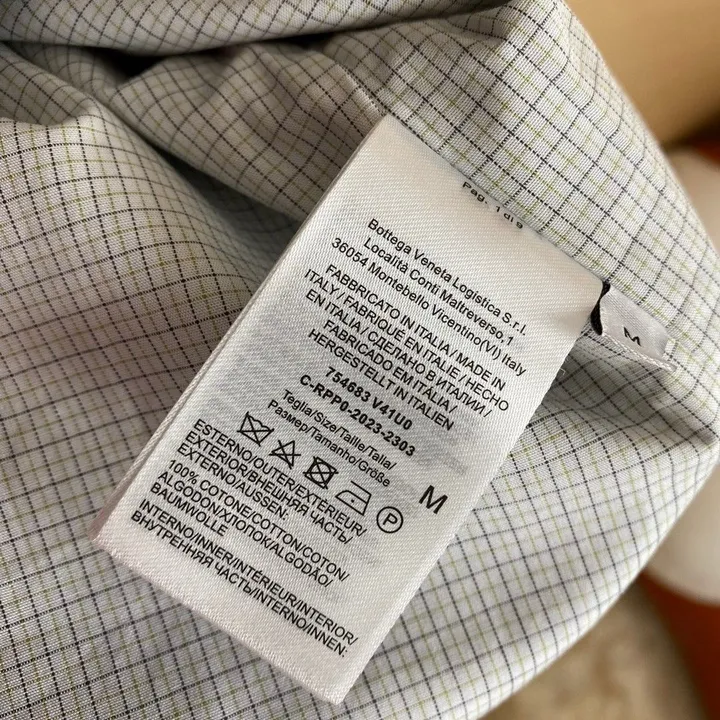 Pag. 1 di 9
Bottega Veneta Logistica S.r.l.
Località Conti Maltreverso,1
36054 Montebello Vicentino(VI) Italy
FABBRICATO IN ITALIA / MADE IN
ITALY / FABRIQUÉ EN ITALIE / HECHO
EN ITALIA / СДЕЛАНО В ИТАЛИИ /
FABRICADO EM ITÁLIA /
HERGESTELLT IN ITALIEN
754683 V41U0
C-RPP0-2023-2303
Teglia/Size/Taille/Talla/
Размер/Tamanho/Größe
M
P
ESTERNO/OUTER/EXTERIEUR/
EXTERIOR/ВНЕШНЯЯ ЧАСТЬ/
EXTERNO/AUSSEN:
100% COTONE/COTTON/COTON/
ALGODON/ХЛОПОК/ALGODÃO/
BAUMWOLLE
INTERNO/INNER/INTÉRIEUR/INTERIOR/
ВНУТРЕННЯЯ ЧАСТЬ/INTERNO/INNEN:
M